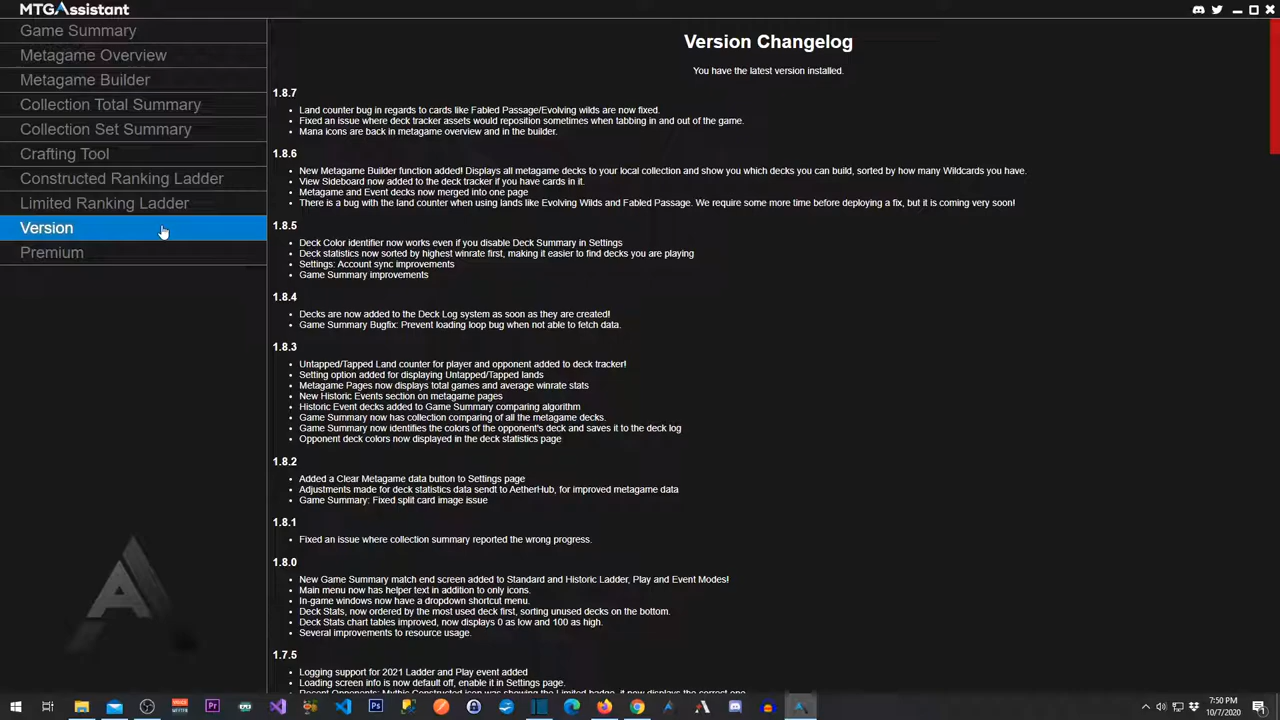 MTGAssistant
Game Summary
Metagame Overview
Metagame Builder
Collection Total Summary
Collection Set Summary
Crafting Tool
Constructed Ranking Ladder
Limited Ranking Ladder
Version
Premium
Version Changelog
You have the latest version installed.
1.8.7
Land counter bug in regards to cards like Fabled Passage/Evolving wilds are now fixed.
Fixed an issue where deck tracker assets would reposition sometimes when tabbing in and out of the game.
Mana icons are back in metagame overview and in the builder.
1.8.6
New Metagame Builder function added! Displays all metagame decks to your local collection and show you which decks you can build, sorted by how many Wildcards you have.
View Sideboard now added to the deck tracker if you have cards in it.
Metagame and Event decks now merged into one page
There is a bug with the land counter when using lands like Evolving Wilds and Fabled Passage. We require some more time before deploying a fix, but it is coming very soon!
1.8.5
Deck Color identifier now works even if you disable Deck Summary in Settings
Deck statistics now sorted by highest winrate first, making it easier to find decks you are playing
Settings: Account sync improvements
Game Summary improvements
1.8.4
Decks are now added to the Deck Log system as soon as they are created!
Game Summary Bugfix: Prevent loading loop bug when not able to fetch data.
1.8.3
Untapped/Tapped Land counter for player and opponent added to deck tracker!
Setting option added for displaying Untapped/Tapped lands
Metagame Pages now displays total games and average winrate stats
New Historic Events section on metagame pages
Historic Event decks added to Game Summary comparing algorithm
Game Summary now has collection comparing of all the metagame decks.
Game Summary now identifies the colors of the opponent's deck and saves it to the deck log
Opponent deck colors now displayed in the deck statistics page
1.8.2
Added a Clear Metagame data button to Settings page
Adjustments made for deck statistics data sendt to AetherHub, for improved metagame data
Game Summary: Fixed split card image issue
1.8.1
Fixed an issue where collection summary reported the wrong progress.
1.8.0
New Game Summary match end screen added to Standard and Historic Ladder, Play and Event Modes!
Main menu now has helper text in addition to only icons.
In-game windows now have a dropdown shortcut menu.
Deck Stats, now ordered by the most used deck first, sorting unused decks on the bottom.
Deck Stats chart tables improved, now displays 0 as low and 100 as high.
Several improvements to resource usage.
1.7.5
Logging support for 2021 Ladder and Play event added
Loading screen info is now default off, enable it in Settings page.
Recent Opponents: Mythic Constructed icon was showing the Limited badge, it now displays the correct one
7:50 PM
10/7/2020